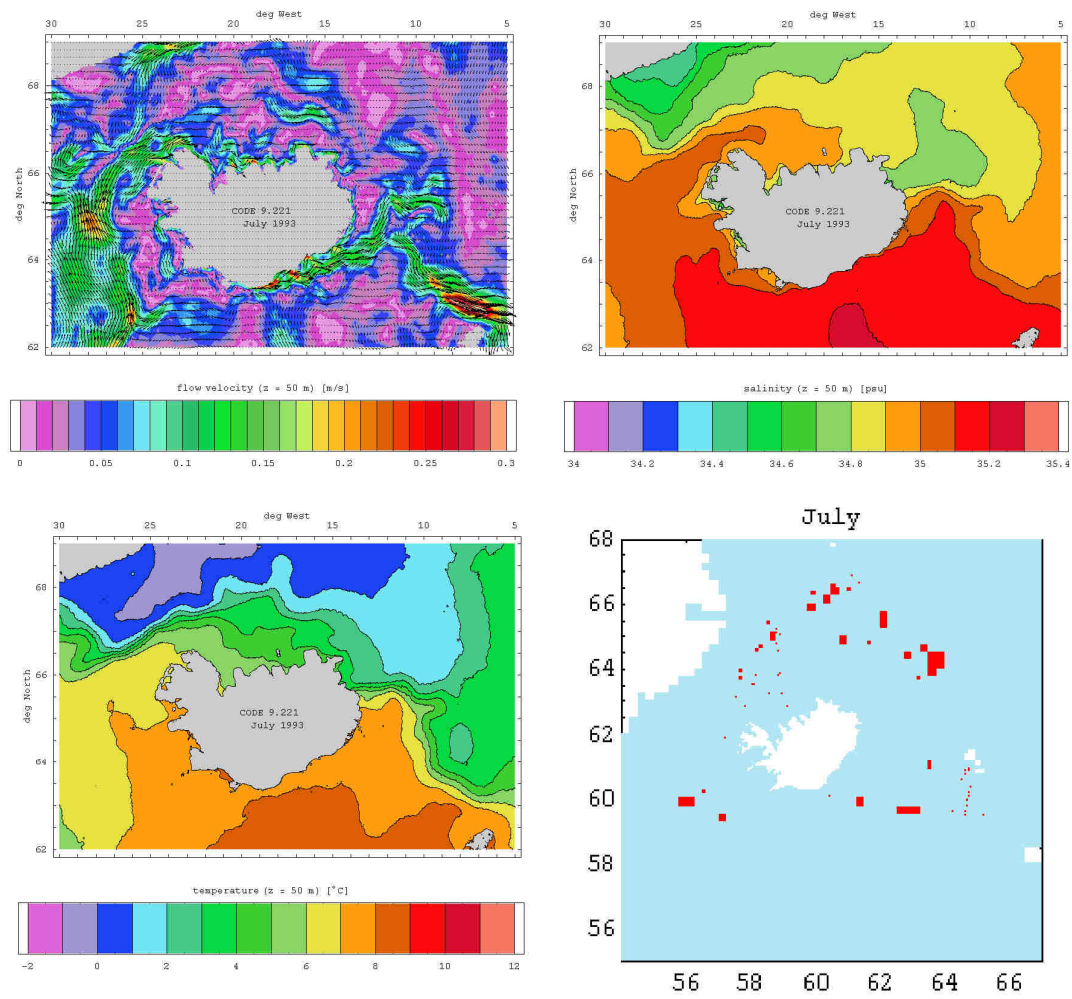 deg West
30 25 20 15 10 5
68
66
64
62
deg North
CODE 9.221
July 1993
flow velocity (z = 50 m) [m/s]
0 0.05 0.1 0.15 0.2 0.25 0.3
deg West
30 25 20 15 10 5
68
66
64
62
deg North
CODE 9.221
July 1993
salinity (z = 50 m) [psu]
34 34.2 34.4 34.6 34.8 35 35.2 35.4
deg West
30 25 20 15 10 5
68
66
64
62
deg North
CODE 9.221
July 1993
temperature (z = 50 m) [°C]
-2 0 2 4 6 8 10 12
July
68
66
64
62
60
58
56
56 58 60 62 64 66